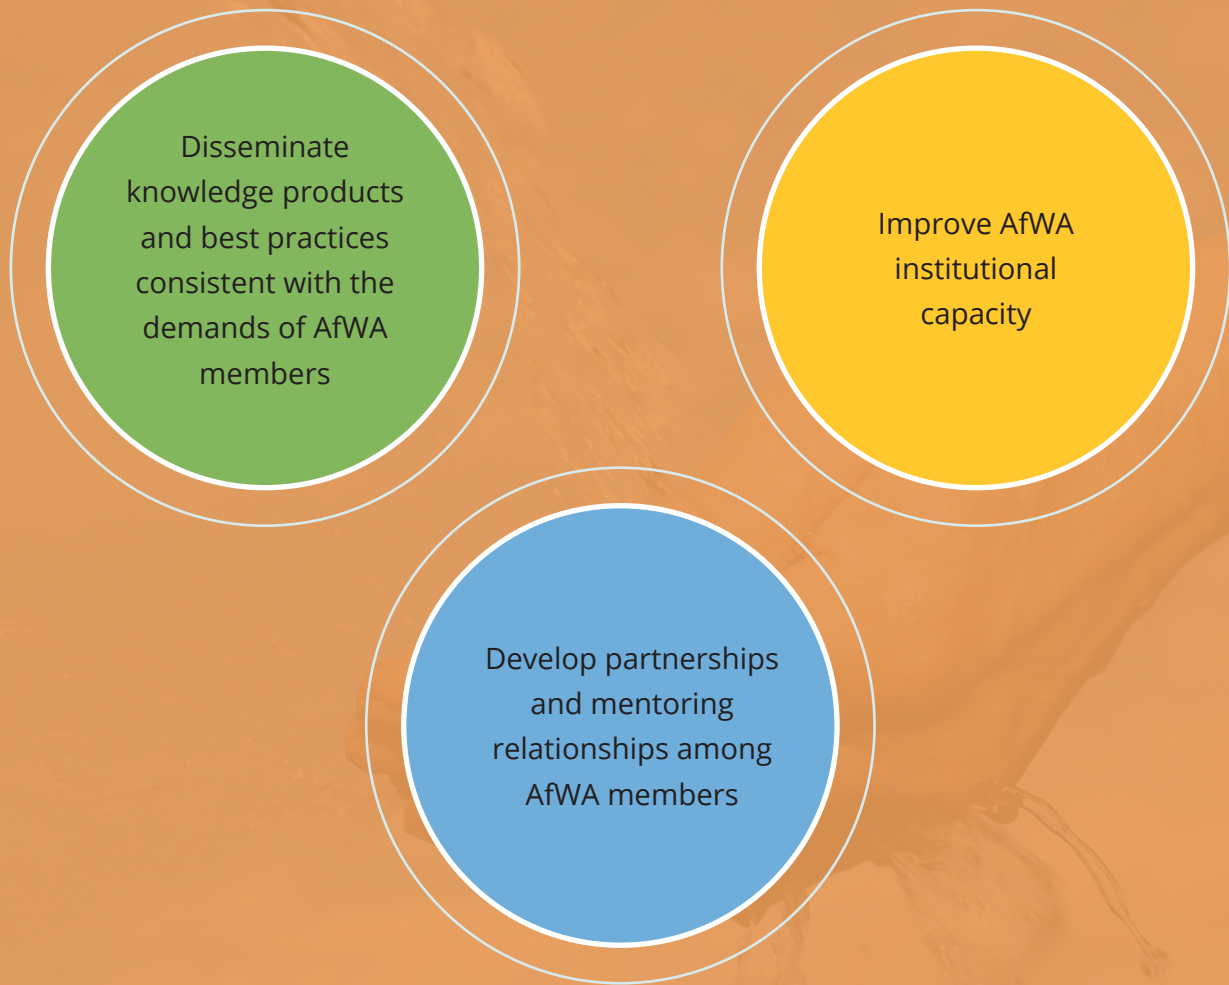 Disseminate
knowledge products
and best practices
consistent with the
demands of AfWA
members
Improve AfWA
institutional
capacity
Develop partnerships
and mentoring
relationships among
AfWA members